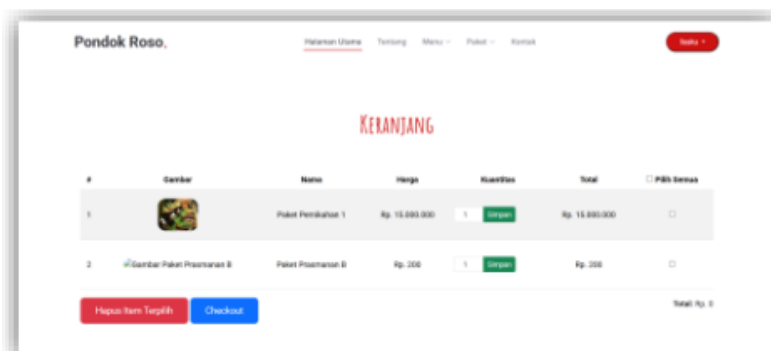 Pondok Roso. Halaman Utama Tentang Menu Paket Kontak
Keranjang
# Gambar Nama Harga Kuantitas Total Pilih Semua
1 Paket Pernikahan 1 Rp. 15.000.000 1 Simpan Rp. 15.000.000
2 Gambar Paket Prasmanan B Paket Prasmanan B Rp. 200 1 Simpan Rp. 200
Hapus Item Terpilih Checkout Total: Rp. 0